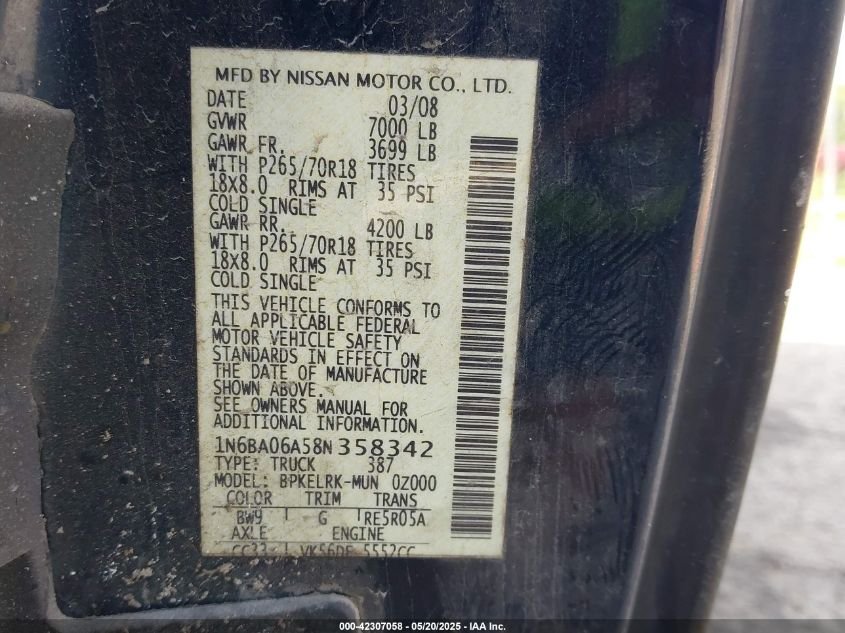 MFD BY NISSAN MOTOR CO., LTD.
DATE 03/08
GVWR 7000 LB
GAWR FR. 3699 LB
WITH P265/70R18 TIRES
18X8.0 RIMS AT 35 PSI
COLD SINGLE
GAWR RR. 4200 LB
WITH P265/70R18 TIRES
18X8.0 RIMS AT 35 PSI
COLD SINGLE
THIS VEHICLE CONFORMS TO
ALL APPLICABLE FEDERAL
MOTOR VEHICLE SAFETY
STANDARDS IN EFFECT ON
THE DATE OF MANUFACTURE
SHOWN ABOVE.
SEE OWNERS MANUAL FOR
ADDITIONAL INFORMATION.
1N6BA06A58N358342
TYPE: TRUCK 387
MODEL: BPKELRK-MUN 0Z000
COLOR TRIM TRANS
BW9 G RE5R05A
AXLE ENGINE
CC33 VK56DE 5552CC
000-42307058 - 05/20/2025 - IAA Inc.